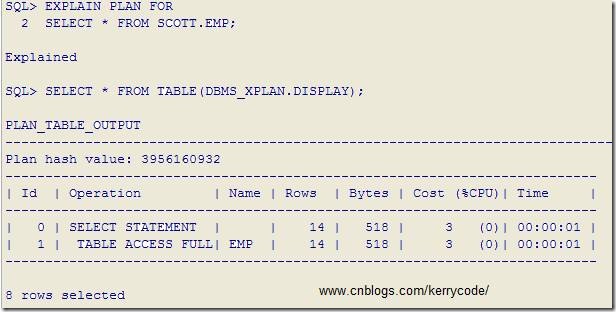 SQL> EXPLAIN PLAN FOR
2 SELECT * FROM SCOTT.EMP;
Explained
SQL> SELECT * FROM TABLE(DBMS_XPLAN.DISPLAY);
PLAN_TABLE_OUTPUT
--------------------------------------------------------------------------------
Plan hash value: 3956160932
--------------------------------------------------------------------------
| Id | Operation | Name | Rows | Bytes | Cost (%CPU)| Time |
--------------------------------------------------------------------------
| 0 | SELECT STATEMENT | | 14 | 518 | 3 (0)| 00:00:01 |
| 1 | TABLE ACCESS FULL| EMP | 14 | 518 | 3 (0)| 00:00:01 |
--------------------------------------------------------------------------
8 rows selected
www.cnblogs.com/kerrycode/